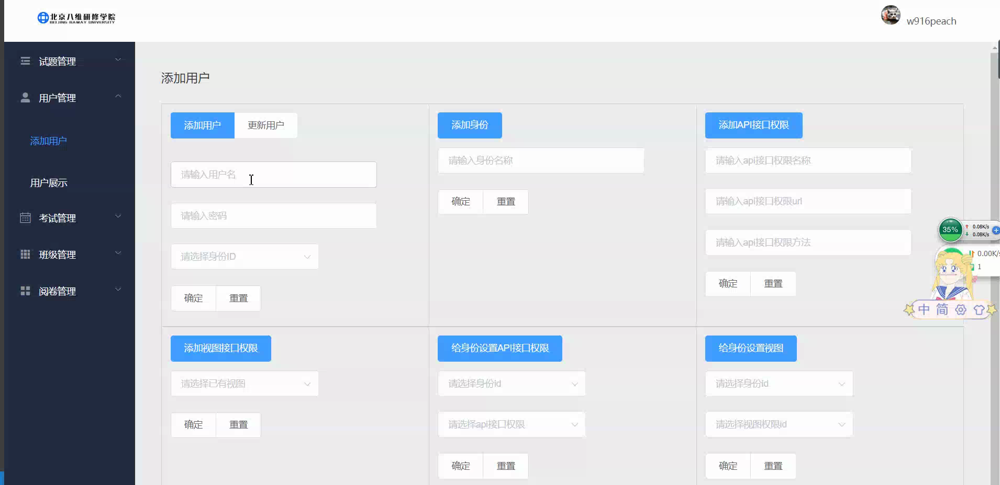 北京八维研修学院
BEIJING BAWAY UNIVERSITY
w916peach
试题管理
用户管理
添加用户
用户展示
考试管理
班级管理
阅卷管理
添加用户
添加用户
更新用户
请输入用户名
请输入密码
请选择身份ID
确定
重置
添加身份
请输入身份名称
确定
重置
添加API接口权限
请输入api接口权限名称
请输入api接口权限url
请输入api接口权限方法
确定
重置
添加视图接口权限
请选择已有视图
确定
重置
给身份设置API接口权限
请选择身份id
请选择api接口权限
确定
重置
给身份设置视图
请选择身份id
请选择视图权限id
确定
重置
35%
0.08K/s
0.08K/s
0.00K/s
1
中 简